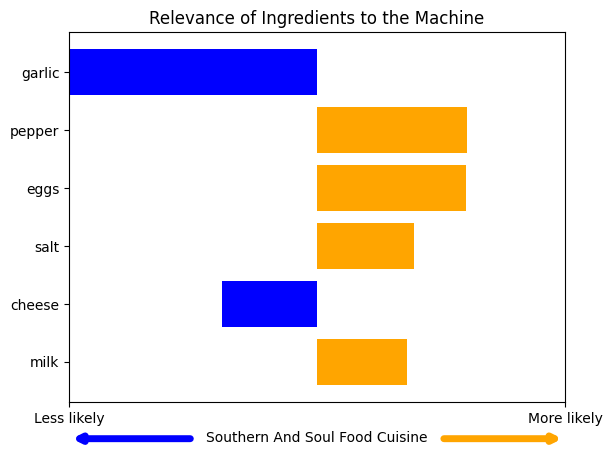 Relevance of Ingredients to the Machine
garlic
pepper
eggs
salt
cheese
milk
Less likely More likely
Southern And Soul Food Cuisine